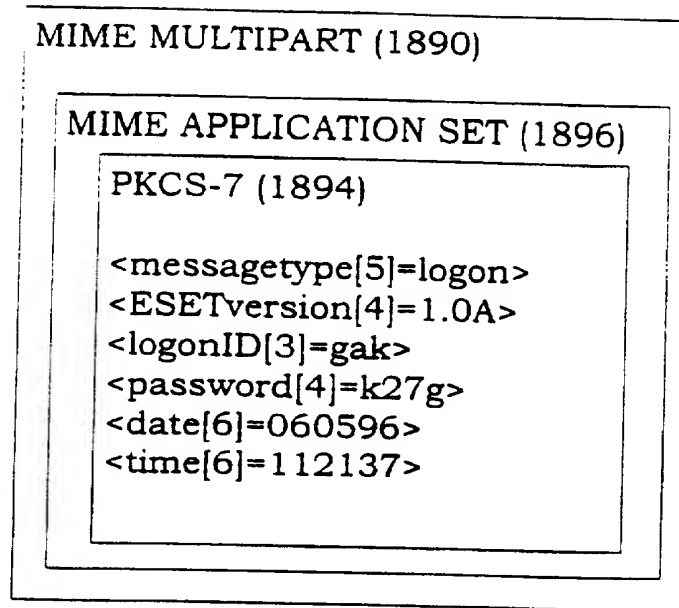 MIME MULTIPART (1890)
MIME APPLICATION SET (1896)
PKCS-7 (1894)
<messagetype[5]=logon>
<ESETversion[4]=1.0A>
<logonID[3]=gak>
<password[4]=k27g>
<date[6]=060596>
<time[6]=112137>